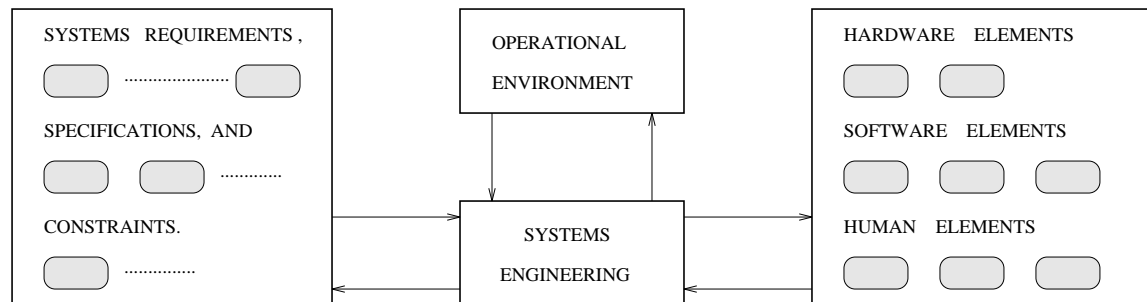 SYSTEMS REQUIREMENTS ,
SPECIFICATIONS, AND
CONSTRAINTS.
OPERATIONAL
ENVIRONMENT
SYSTEMS
ENGINEERING
HARDWARE ELEMENTS
SOFTWARE ELEMENTS
HUMAN ELEMENTS